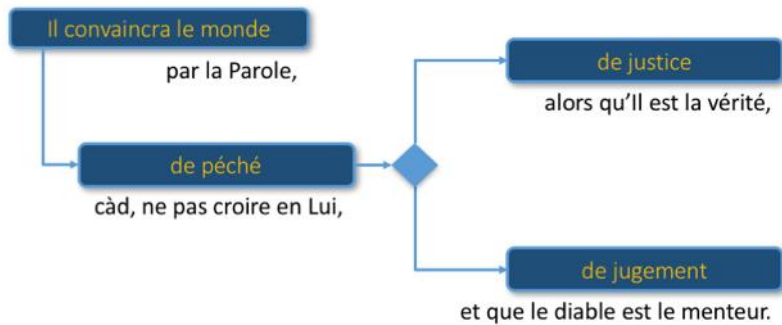 Il convaincra le monde
par la Parole,
de péché
càd, ne pas croire en Lui,
de justice
alors qu'Il est la vérité,
de jugement
et que le diable est le menteur.